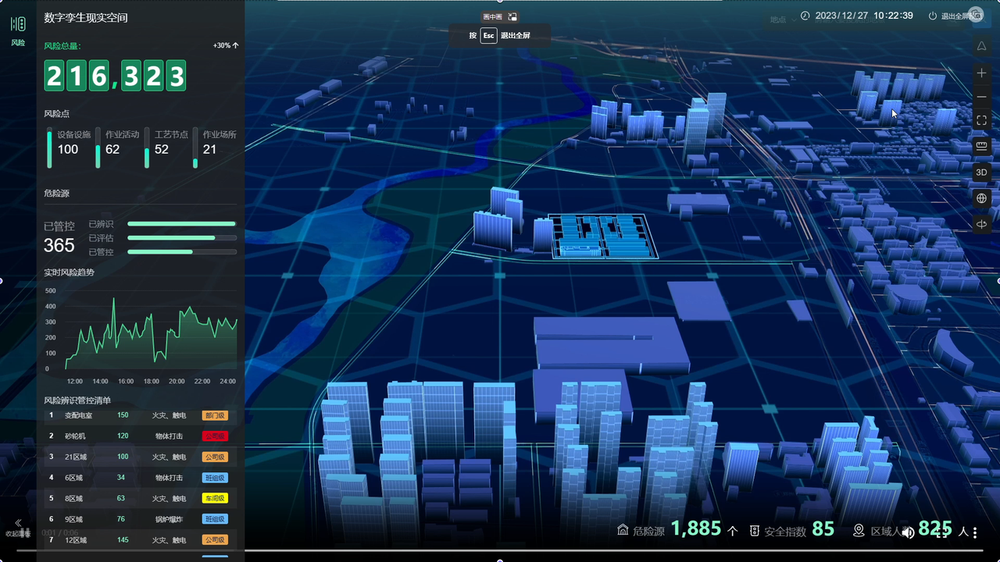 风险
数字孪生现实空间
风险总量:
+30%
216,323
风险点
设备设施 100
作业活动 62
工艺节点 52
作业场所 21
危险源
已管控
365
已辨识
已评估
已管控
实时风险趋势
500
400
300
200
100
0
12:00 14:00 16:00 18:00 20:00 22:00 24:00
风险辨识管控清单
1 变配电室 150 火灾、触电 部门级
2 砂轮机 120 物体打击 公司级
3 21区域 100 火灾、触电 公司级
4 6区域 34 物体打击 班组级
5 8区域 63 火灾、触电 车间级
6 9区域 76 锅炉爆炸 班组级
7 12区域 145 火灾、触电 公司级
收起面板
0:01 / 0:06
画中画
按 Esc 退出全屏
地点
2023/12/27 10:22:39
退出全屏
3D
危险源 1,885 个
安全指数 85
区域人 825 人